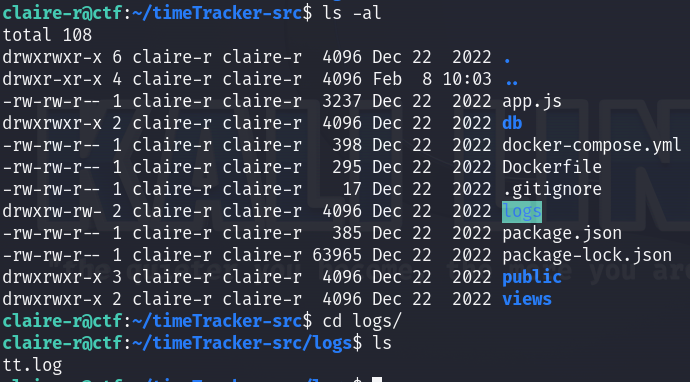 claire-r@ctf:~/timeTracker-src$ ls -al
total 108
drwxrwxr-x 6 claire-r claire-r  4096 Dec 22  2022 .
drwxr-xr-x 4 claire-r claire-r  4096 Feb  8 10:03 ..
-rw-rw-r-- 1 claire-r claire-r  3237 Dec 22  2022 app.js
drwxrwxr-x 2 claire-r claire-r  4096 Dec 22  2022 db
-rw-rw-r-- 1 claire-r claire-r   398 Dec 22  2022 docker-compose.yml
-rw-rw-r-- 1 claire-r claire-r   295 Dec 22  2022 Dockerfile
-rw-rw-r-- 1 claire-r claire-r    17 Dec 22  2022 .gitignore
drwxrw-rw- 2 claire-r claire-r  4096 Dec 22  2022 logs
-rw-rw-r-- 1 claire-r claire-r   385 Dec 22  2022 package.json
-rw-rw-r-- 1 claire-r claire-r 63965 Dec 22  2022 package-lock.json
drwxrwxr-x 3 claire-r claire-r  4096 Dec 22  2022 public
drwxrwxr-x 2 claire-r claire-r  4096 Dec 22  2022 views
claire-r@ctf:~/timeTracker-src$ cd logs/
claire-r@ctf:~/timeTracker-src/logs$ ls
tt.log